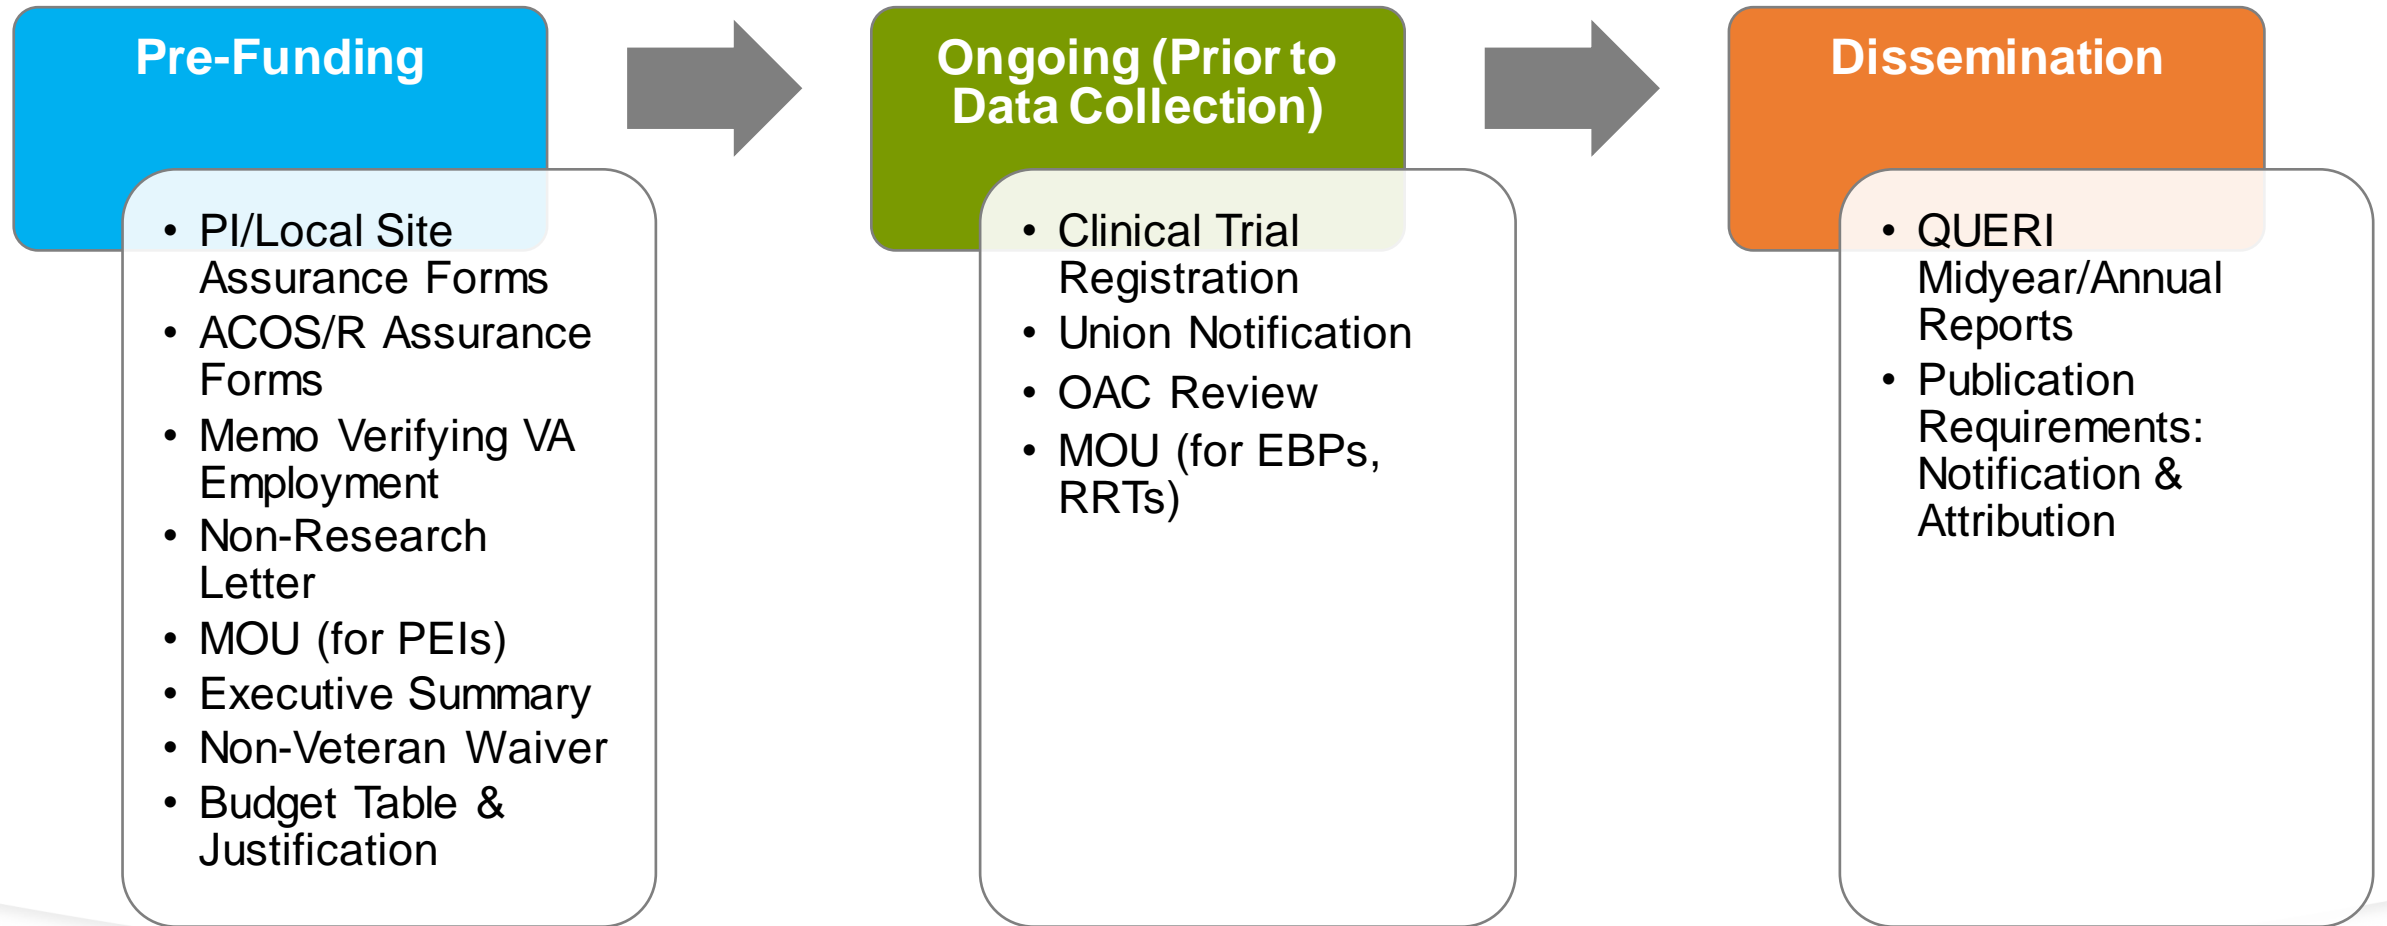 Pre-Funding
• PI/Local Site
Assurance Forms
• ACOS/R Assurance
Forms
• Memo Verifying VA
Employment
• Non-Research
Letter
• MOU (for PEIs)
• Executive Summary
• Non-Veteran Waiver
• Budget Table &
Justification
Ongoing (Prior to
Data Collection)
• Clinical Trial
Registration
• Union Notification
• OAC Review
• MOU (for EBPs,
RRTs)
Dissemination
• QUERI
Midyear/Annual
Reports
• Publication
Requirements:
Notification &
Attribution